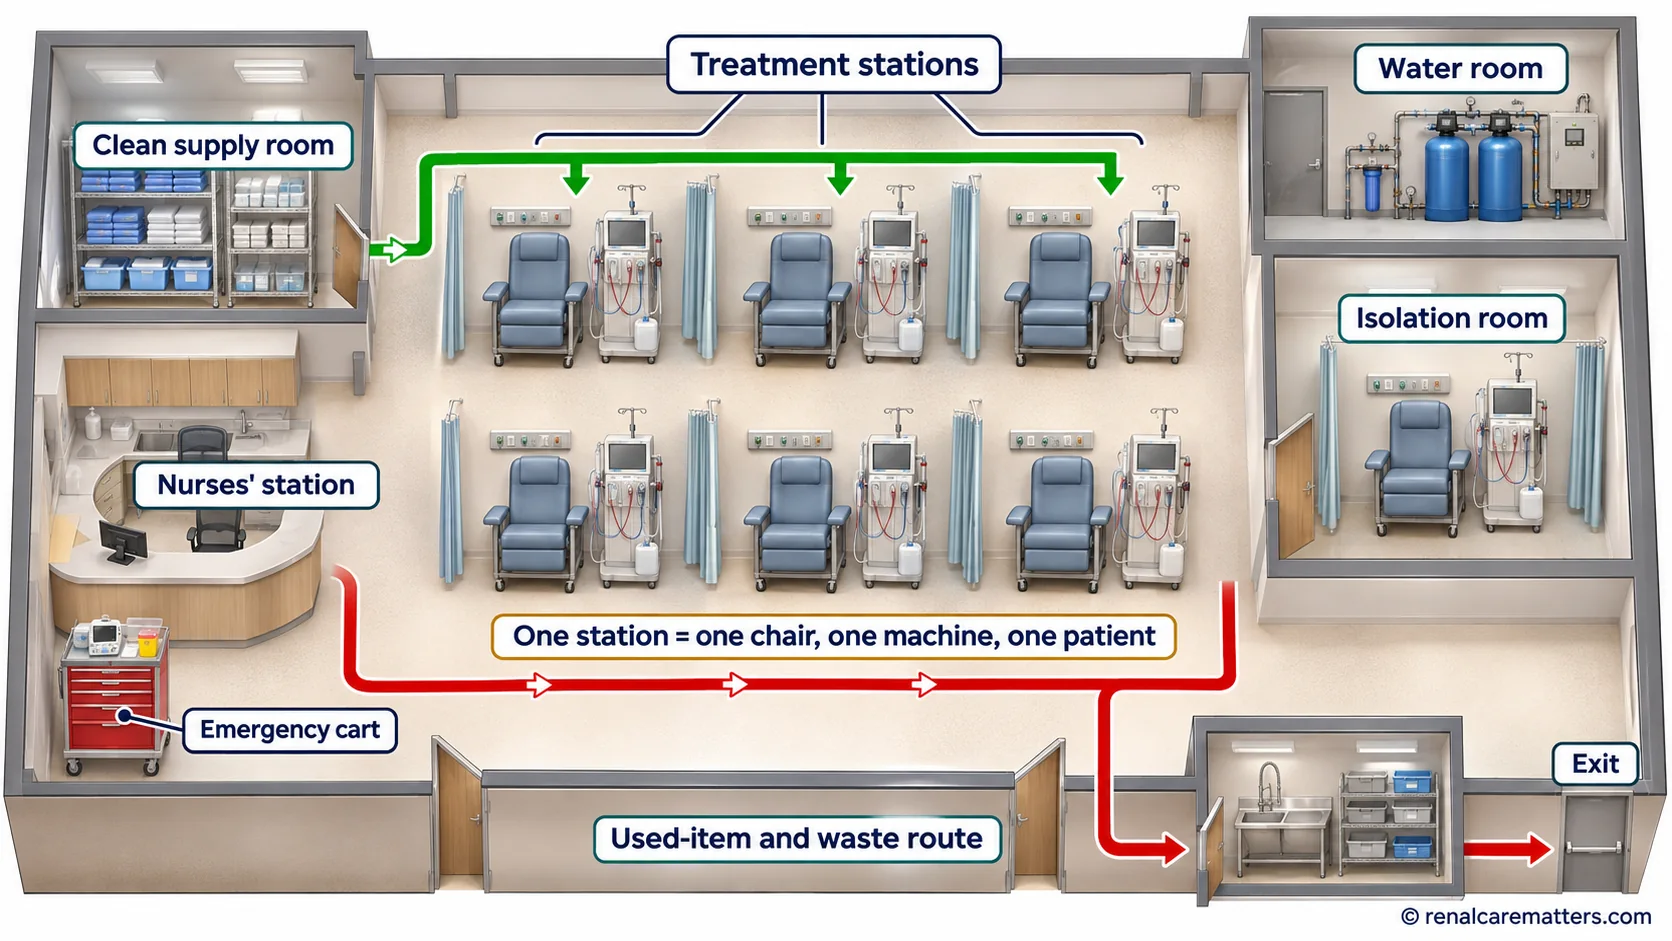 Treatment stations
Water room
Clean supply room
Isolation room
Nurses' station
One station = one chair, one machine, one patient
Emergency cart
Exit
Used-item and waste route
© renalcarematters.com